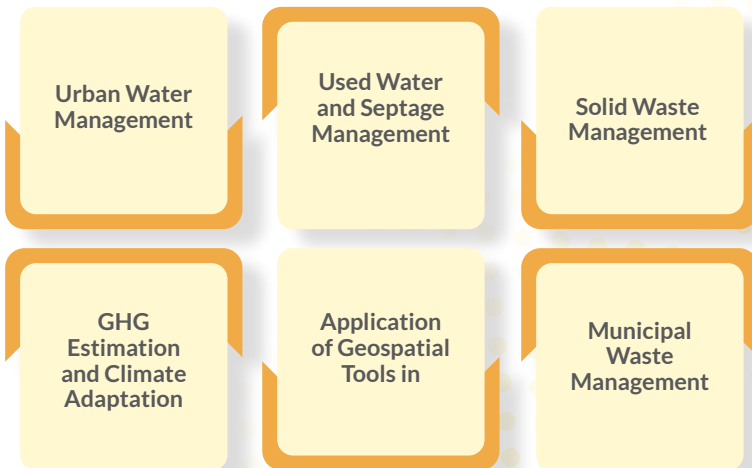 Urban Water
Management
Used Water
and Septage
Management
Solid Waste
Management
GHG
Estimation
and Climate
Adaptation
Application
of Geospatial
Tools in
Municipal
Waste
Management